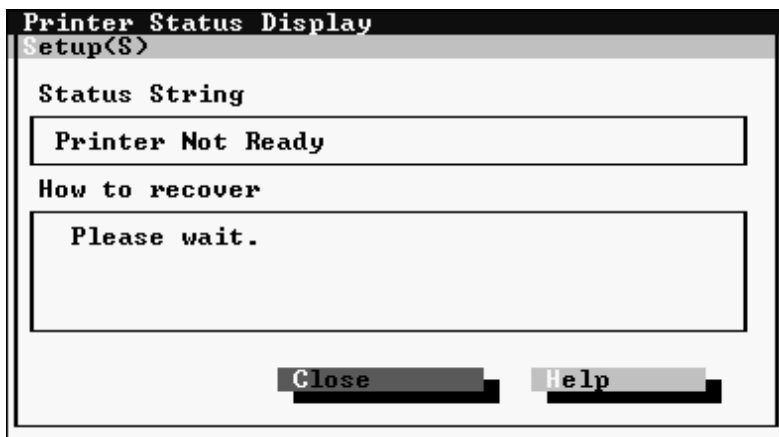 Printer Status Display
Setup(S)
Status String
Printer Not Ready
How to recover
Please wait.
Close Help